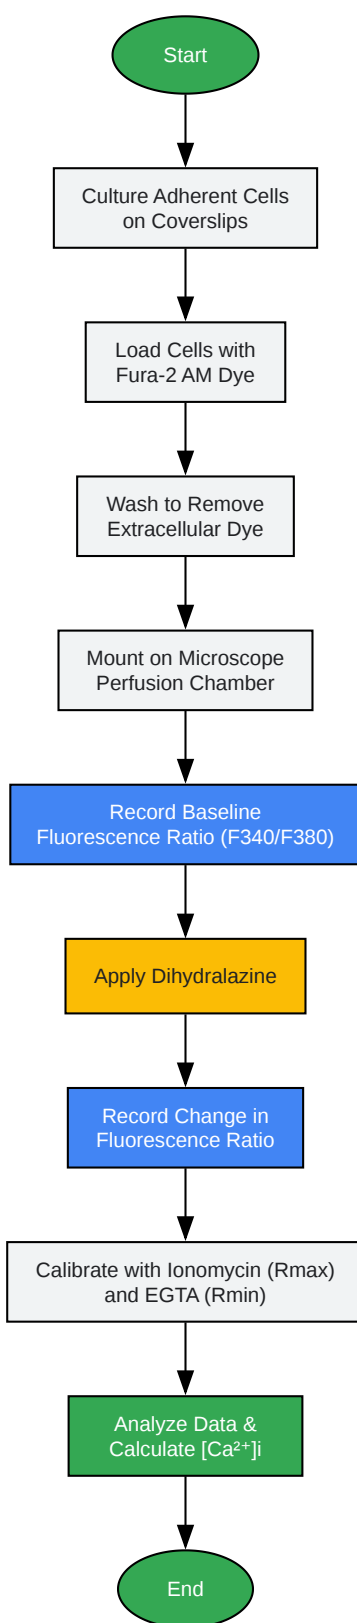 Start
Culture Adherent Cells
on Coverslips
Load Cells with
Fura-2 AM Dye
Wash to Remove
Extracellular Dye
Mount on Microscope
Perfusion Chamber
Record Baseline
Fluorescence Ratio (F340/F380)
Apply Dihydralazine
Record Change in
Fluorescence Ratio
Calibrate with Ionomycin (Rmax)
and EGTA (Rmin)
Analyze Data &
Calculate [Ca²⁺]i
End